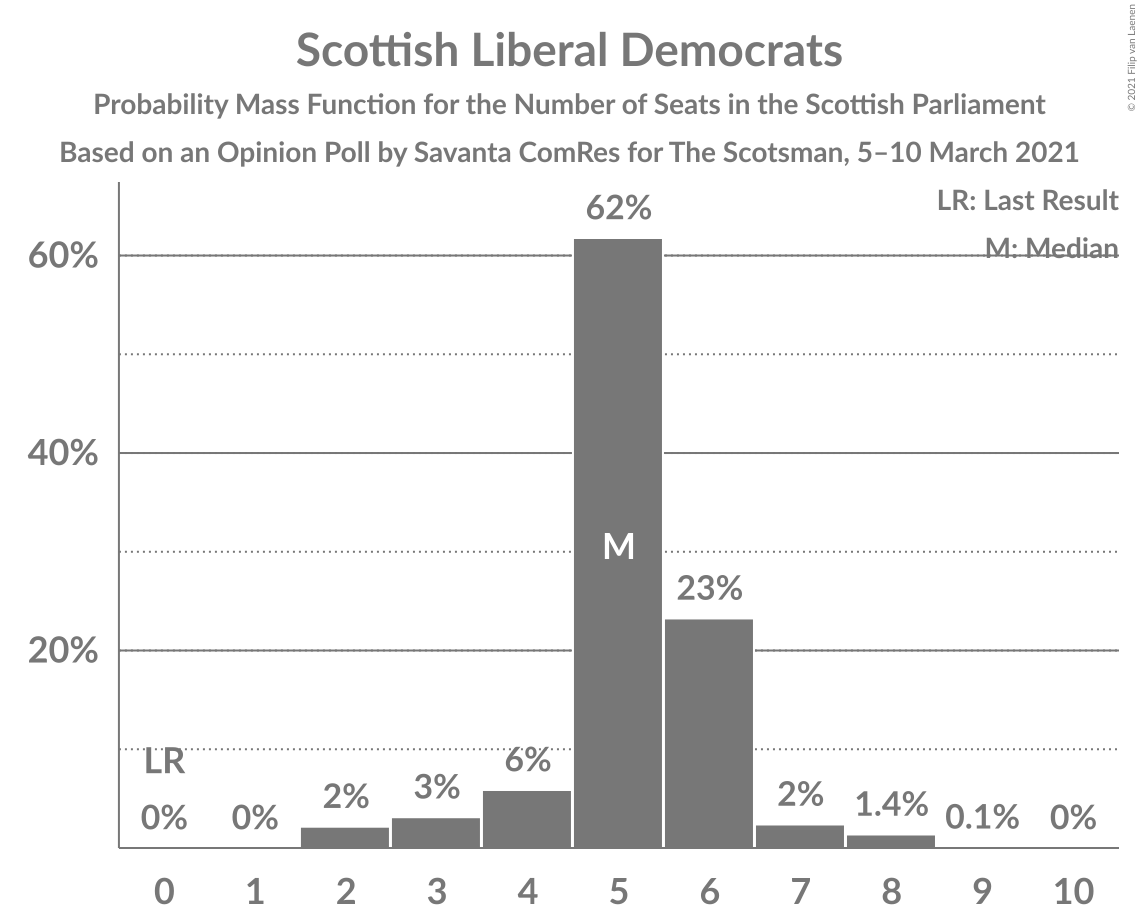 Scottish Liberal Democrats
Probability Mass Function for the Number of Seats in the Scottish Parliament
Based on an Opinion Poll by Savanta ComRes for The Scotsman, 5–10 March 2021
© 2021 Filip van Laenen
LR: Last Result
M: Median
60%
40%
20%
62%
M
23%
LR
0%
0%
2%
3%
6%
2%
1.4%
0.1%
0%
0 1 2 3 4 5 6 7 8 9 10